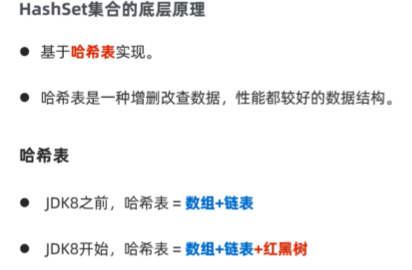 HashSet集合的底层原理
● 基于哈希表实现。
● 哈希表是一种增删改查数据，性能都较好的数据结构。
哈希表
● JDK8之前，哈希表 = 数组+链表
● JDK8开始，哈希表 = 数组+链表+红黑树